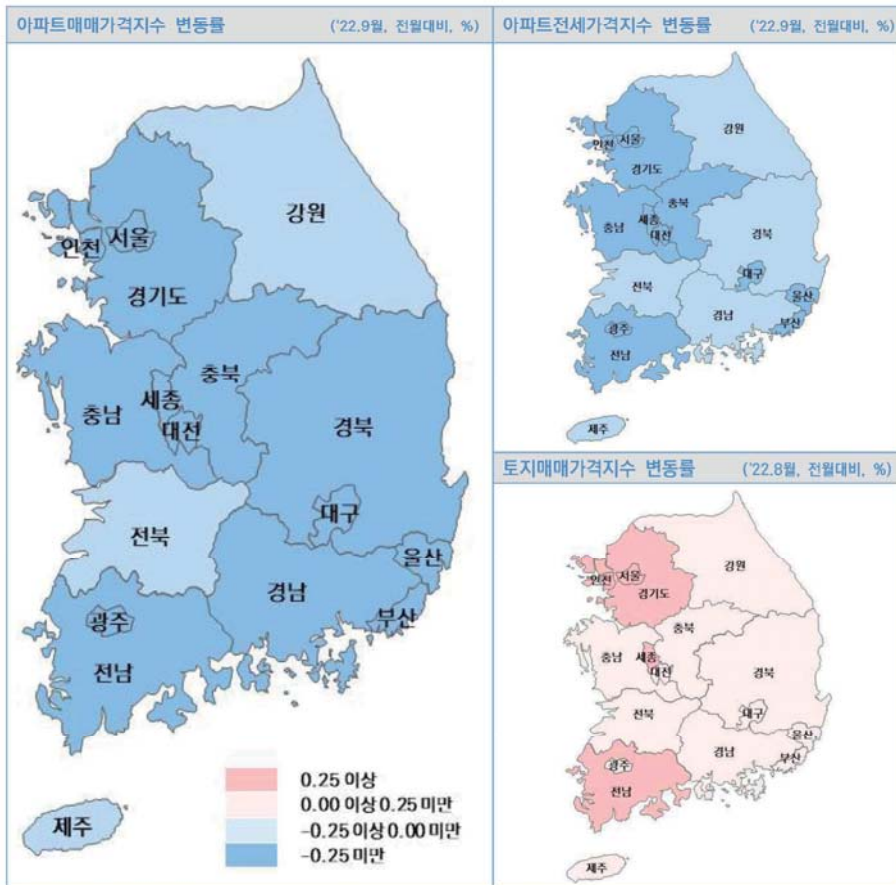 아파트매매가격지수 변동률 ('22.9월, 전월대비, %)
강원
인천 서울
경기도
충북
세종
충남
대전
경북
대구
전북
울산
경남
부산
광주
전남
제주
0.25 이상
0.00 이상 0.25 미만
-0.25 이상 0.00 미만
-0.25 미만
아파트전세가격지수 변동률 ('22.9월, 전월대비, %)
강원
인천 서울
경기도
충북
세종
충남
대전
경북
대구
전북
울산
경남
부산
광주
전남
제주
토지매매가격지수 변동률 ('22.8월, 전월대비, %)
강원
인천 서울
경기도
충북
충남 세종
대전
경북
대구
전북
울산
경남
부산
광주
전남
제주